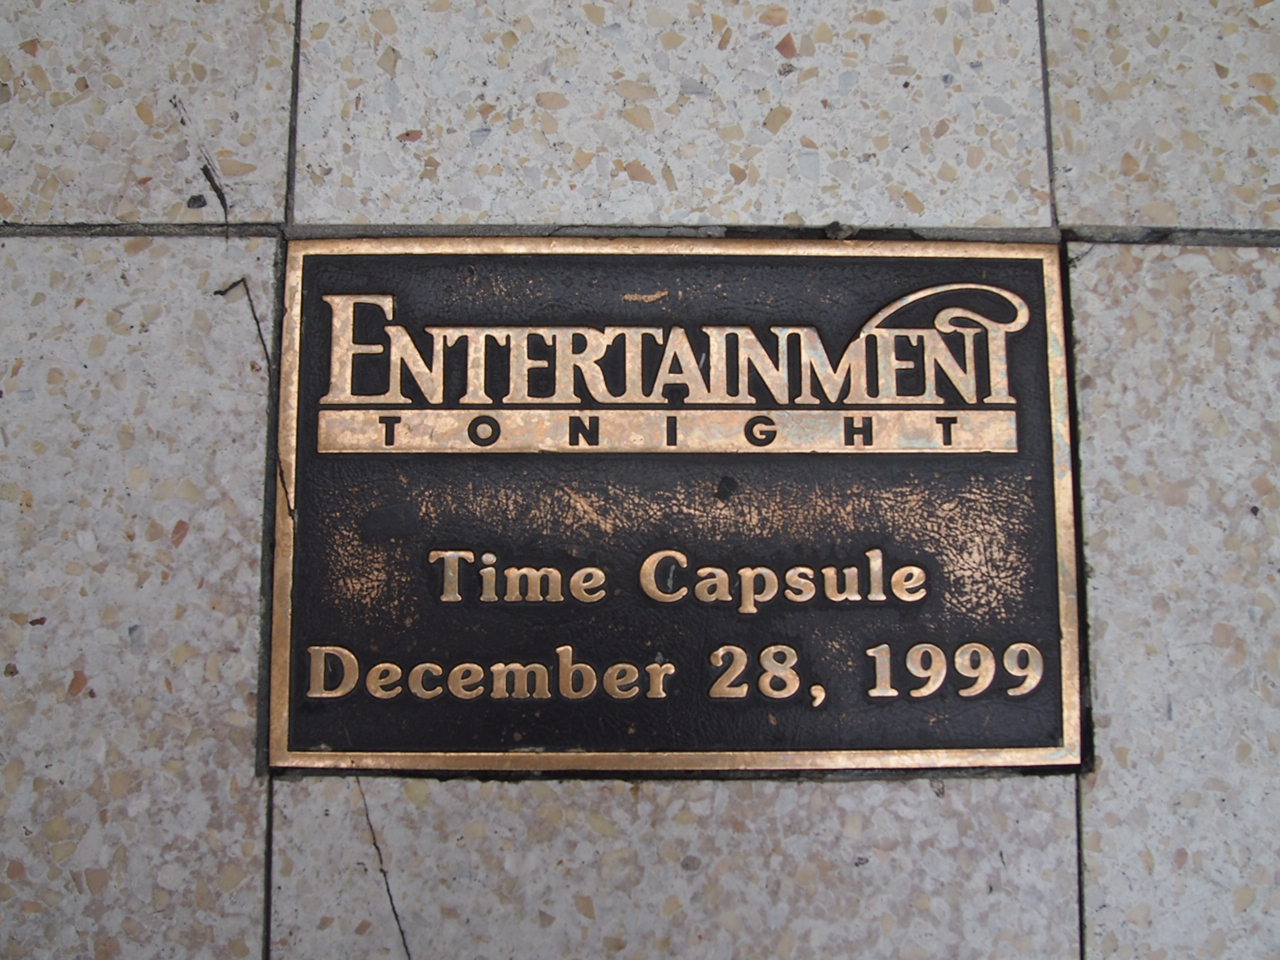 ENTERTAINMENT
TONIGHT
Time Capsule
December 28, 1999